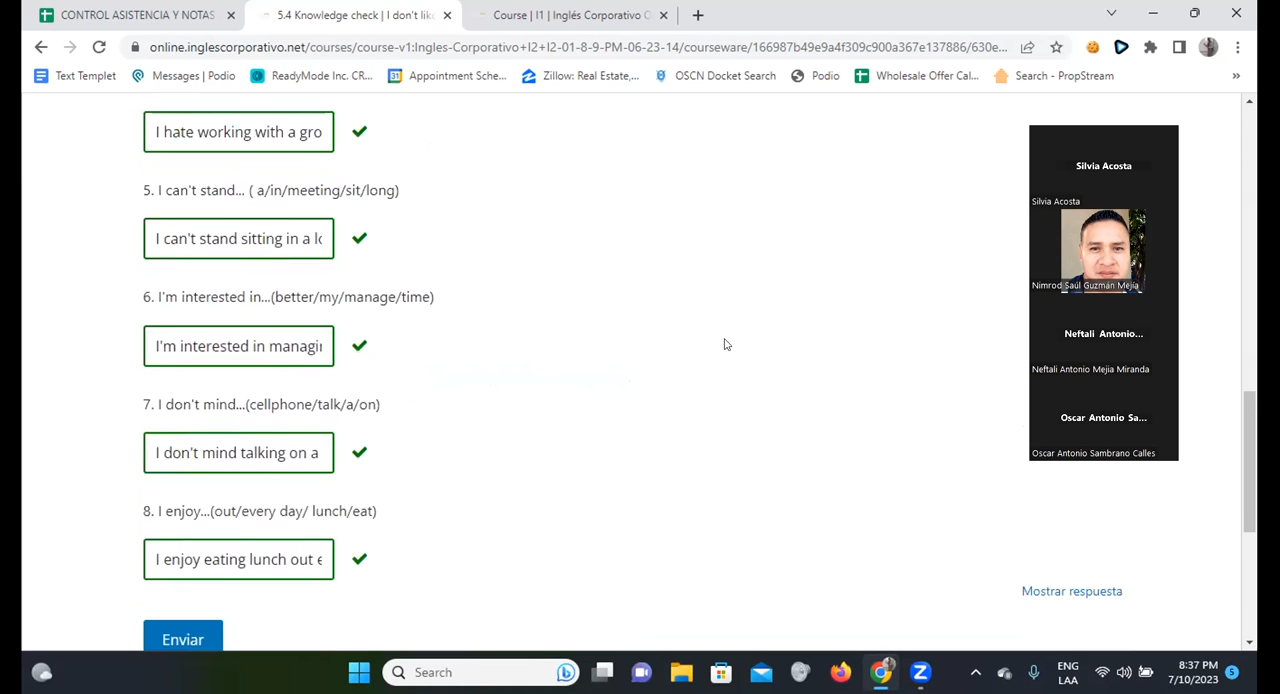 CONTROL ASISTENCIA Y NOTAS
5.4 Knowledge check | I don't lik
Course | I1 | Inglés Corporativo O
online.inglescorporativo.net/courses/course-v1:Ingles-Corporativo+I2+I2-01-8-9-PM-06-23-14/courseware/166987b49e9a4f309c900a367e137886/630e...
Text Templet
Messages | Podio
ReadyMode Inc. CR...
Appointment Sche...
Zillow: Real Estate,...
OSCN Docket Search
Podio
Wholesale Offer Cal...
Search - PropStream
»
I hate working with a gro
5. I can't stand... ( a/in/meeting/sit/long)
I can't stand sitting in a lo
6. I'm interested in...(better/my/manage/time)
I'm interested in managi
7. I don't mind...(cellphone/talk/a/on)
I don't mind talking on a
8. I enjoy...(out/every day/ lunch/eat)
I enjoy eating lunch out e
Mostrar respuesta
Enviar
Silvia Acosta
Silvia Acosta
Nimrod Saúl Guzmán Mejía
Neftali Antonio...
Neftali Antonio Mejia Miranda
Oscar Antonio Sa...
Oscar Antonio Sambrano Calles
Search
ENG
LAA
8:37 PM
7/10/2023
5